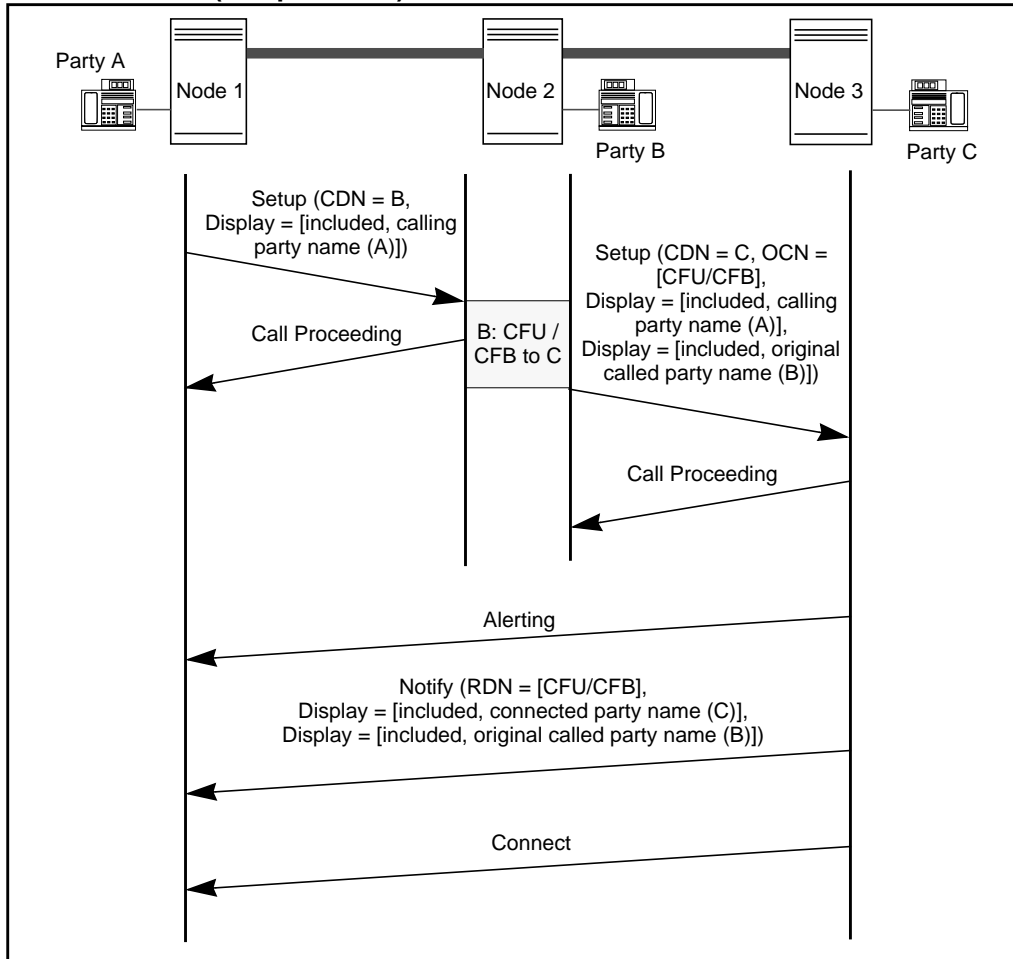 Party A
Node 1
Node 2
Node 3
Party B
Party C
Setup (CDN = B,
Display = [included, calling
party name (A)])
Setup (CDN = C, OCN =
[CFU/CFB],
Display = [included, calling
party name (A)],
Display = [included, original
called party name (B)])
Call Proceeding
B: CFU /
CFB to C
Call Proceeding
Alerting
Notify (RDN = [CFU/CFB],
Display = [included, connected party name (C)],
Display = [included, original called party name (B)])
Connect